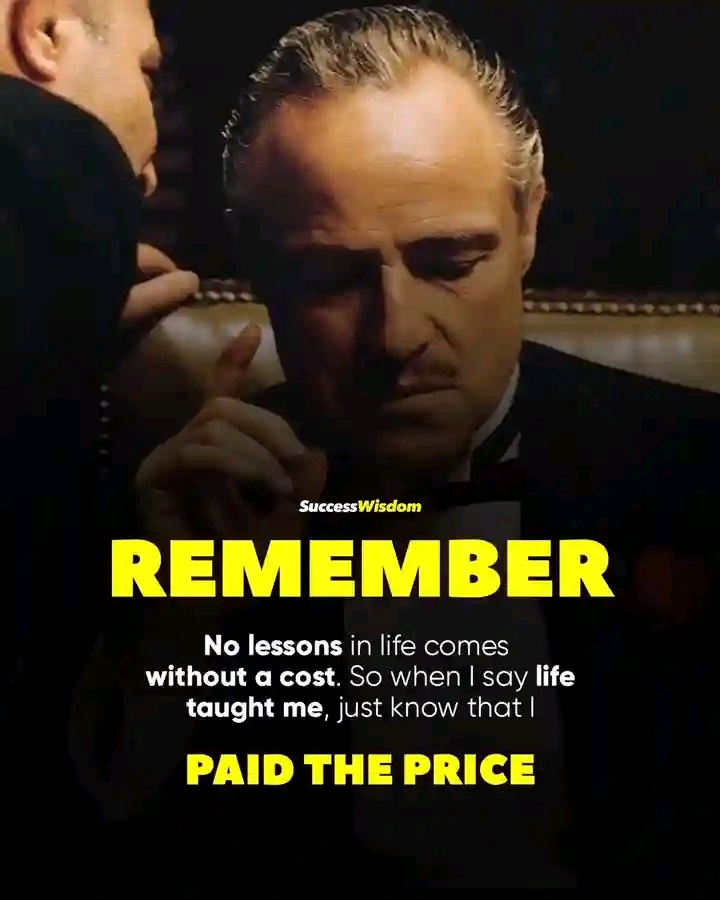 SuccessWisdom
REMEMBER
No lessons in life comes
without a cost. So when I say life
taught me, just know that I
PAID THE PRICE